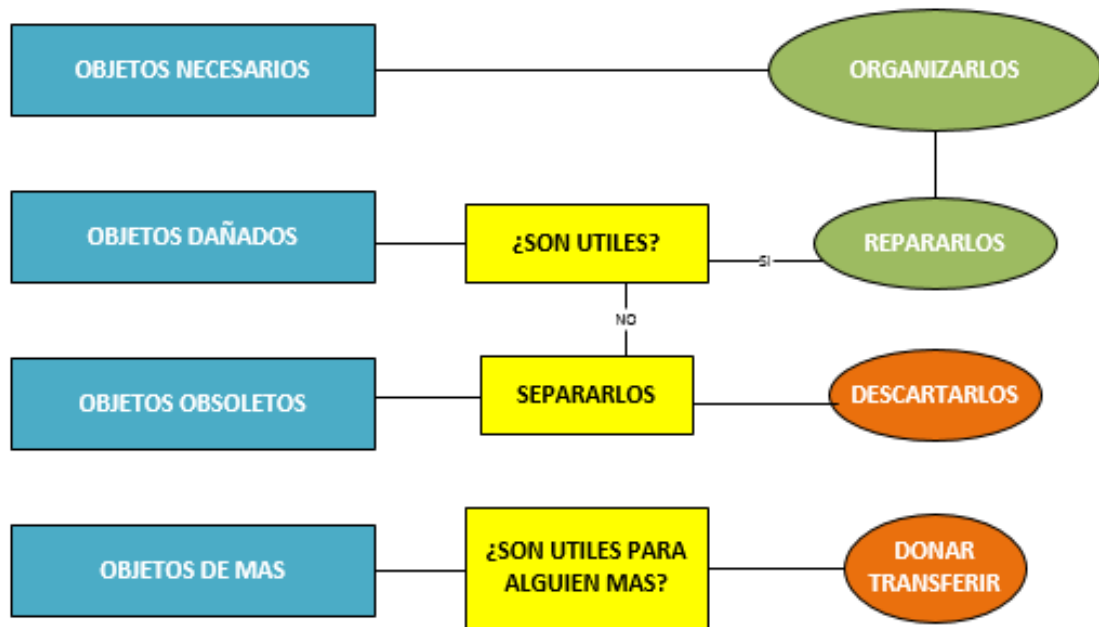 OBJETOS NECESARIOS
ORGANIZARLOS
OBJETOS DAÑADOS
¿SON UTILES?
SI
REPARARLOS
NO
OBJETOS OBSOLETOS
SEPARARLOS
DESCARTARLOS
OBJETOS DE MAS
¿SON UTILES PARA
ALGUIEN MAS?
DONAR
TRANSFERIR